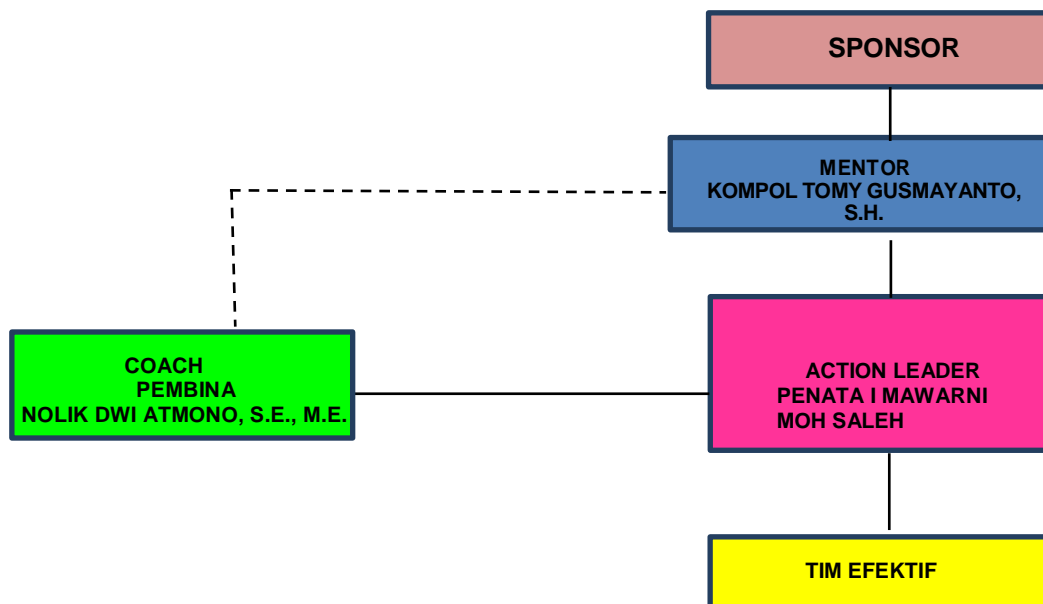 SPONSOR
MENTOR
KOMPOL TOMY GUSMAYANTO,
S.H.
COACH
PEMBINA
NOLIK DWI ATMONO, S.E., M.E.
ACTION LEADER
PENATA I MAWARNI
MOH SALEH
TIM EFEKTIF